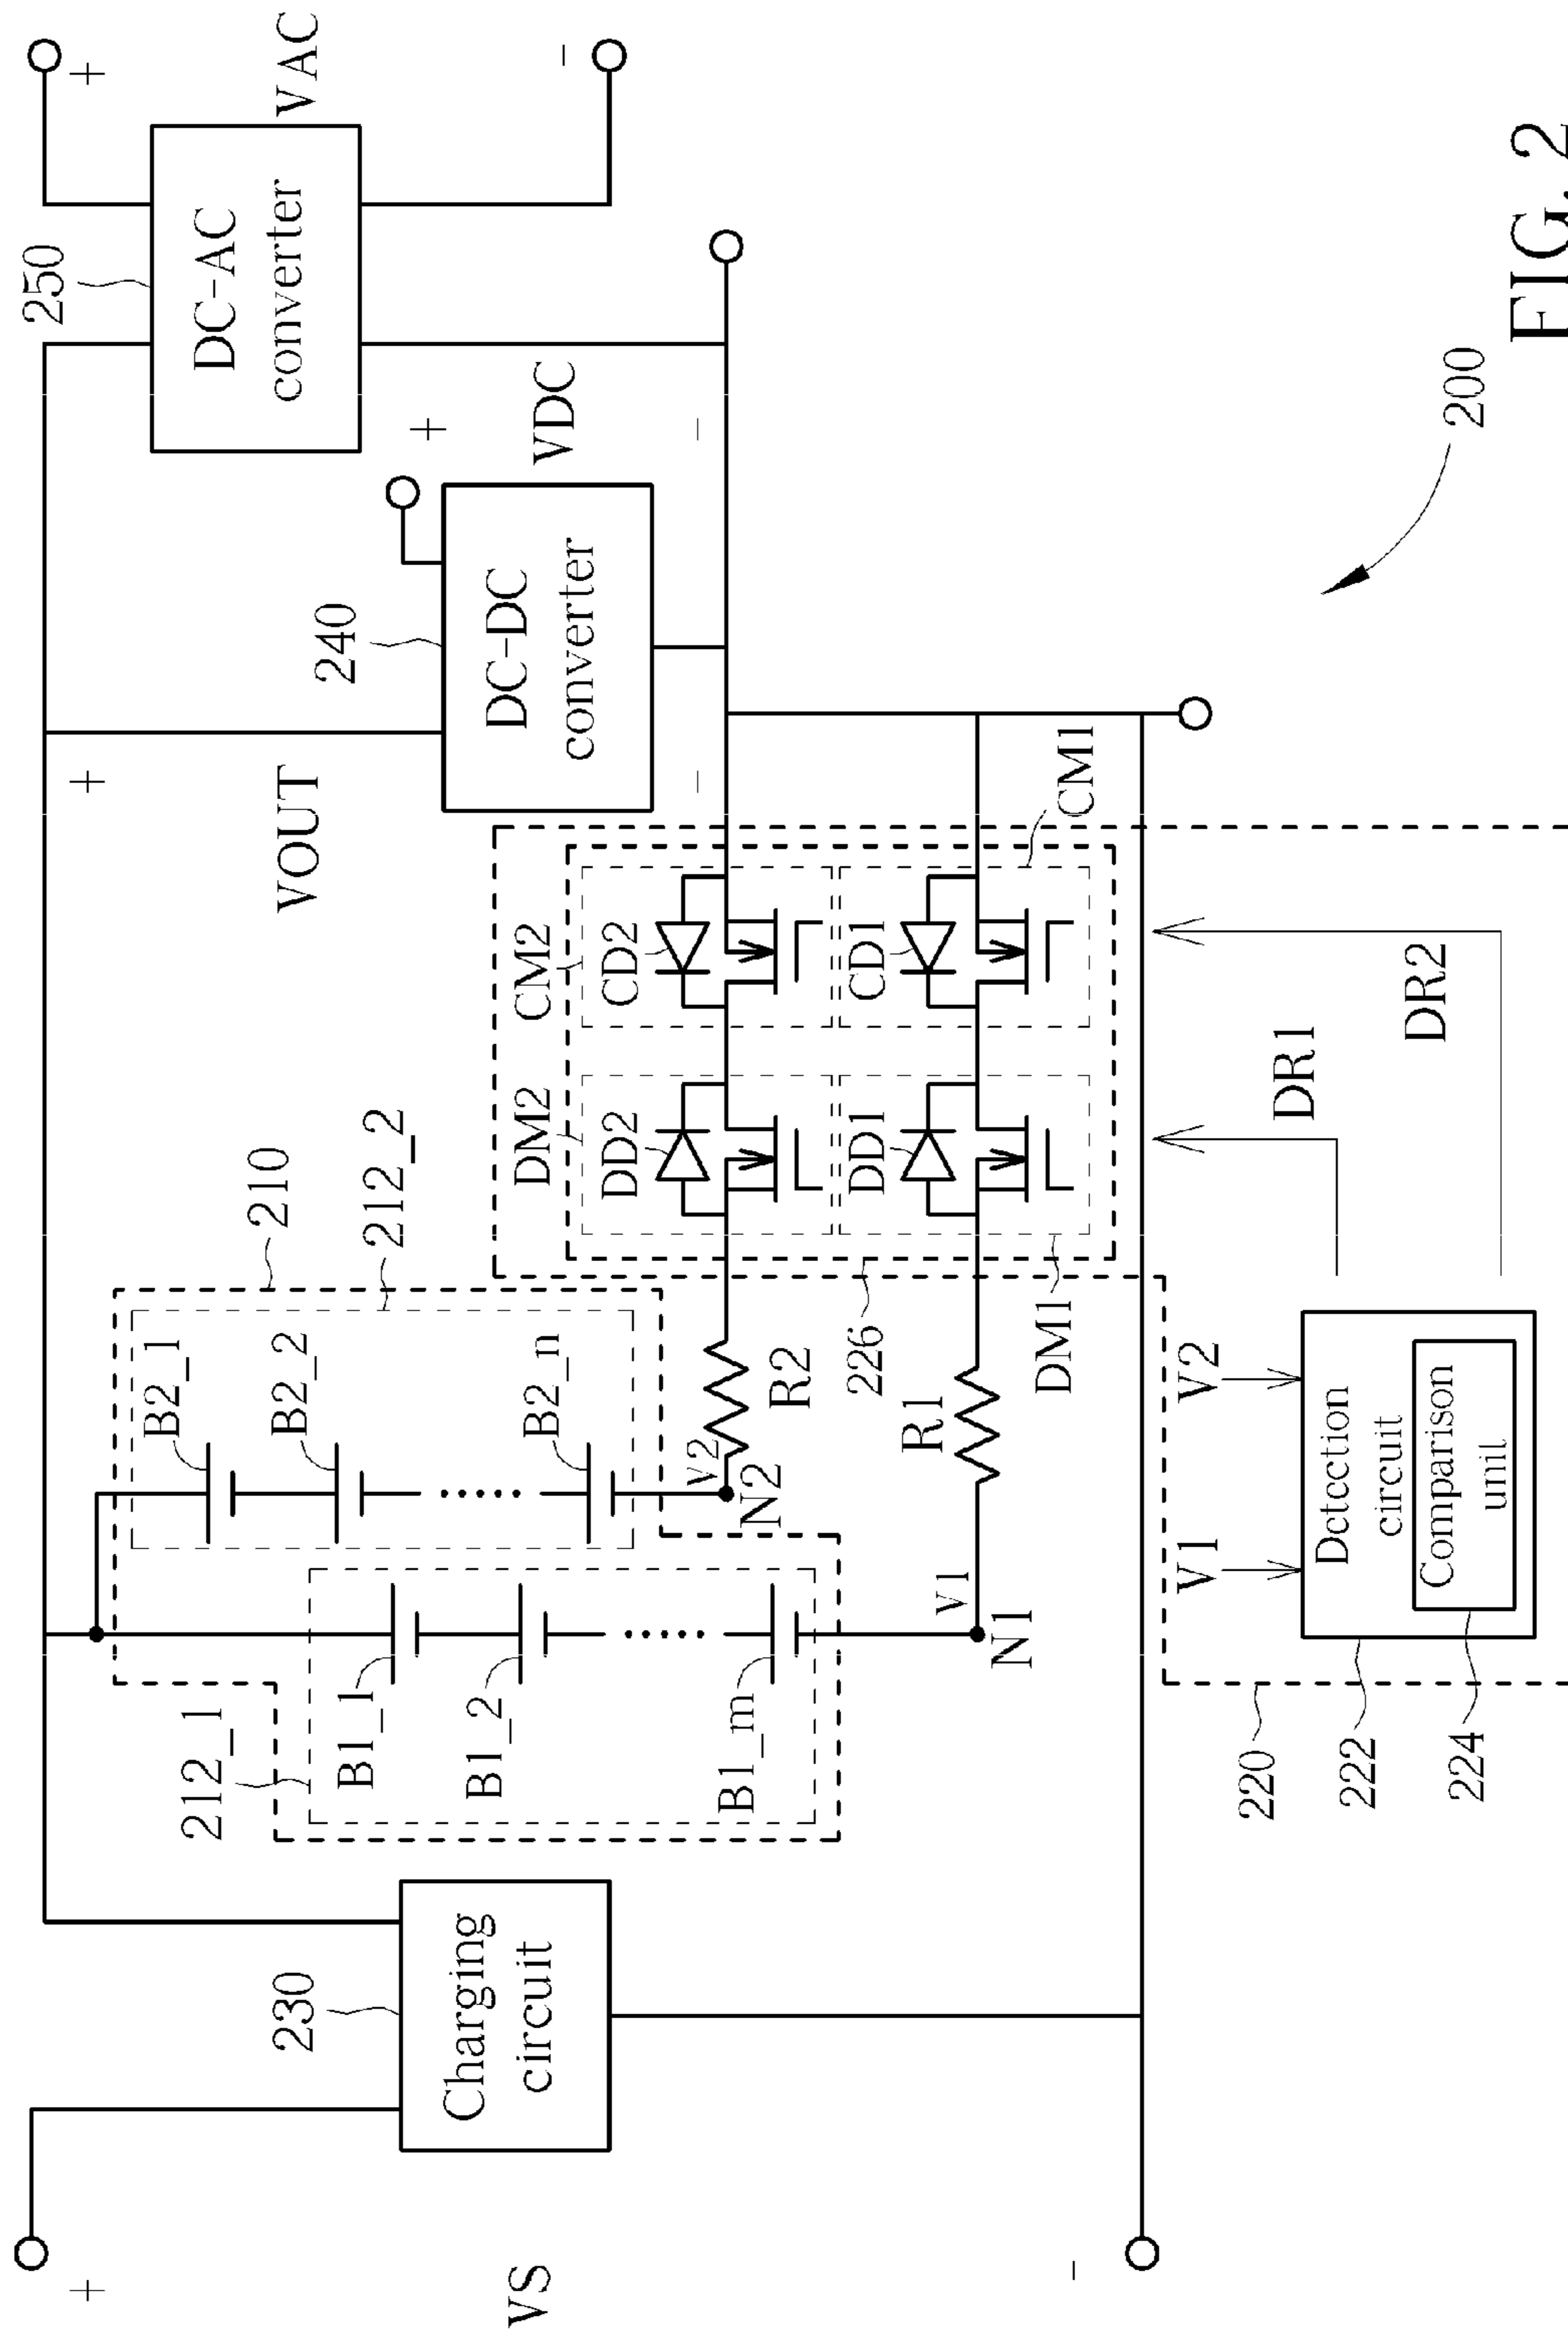 250
DC-AC
converter
+
VAC
-
240
DC-DC
converter
+
VDC
-
+
VOUT
-
210
212_2
B2_1
B2_2
B2_n
212_1
B1_1
B1_2
B1_m
230
Charging
circuit
+
VS
-
V2
N2
R2
V1
N1
R1
DM2
CM2
DD2
CD2
DD1
CD1
226
DM1
CM1
DR1
DR2
V1
V2
Detection
circuit
Comparison
unit
220
222
224
200
FIG. 2